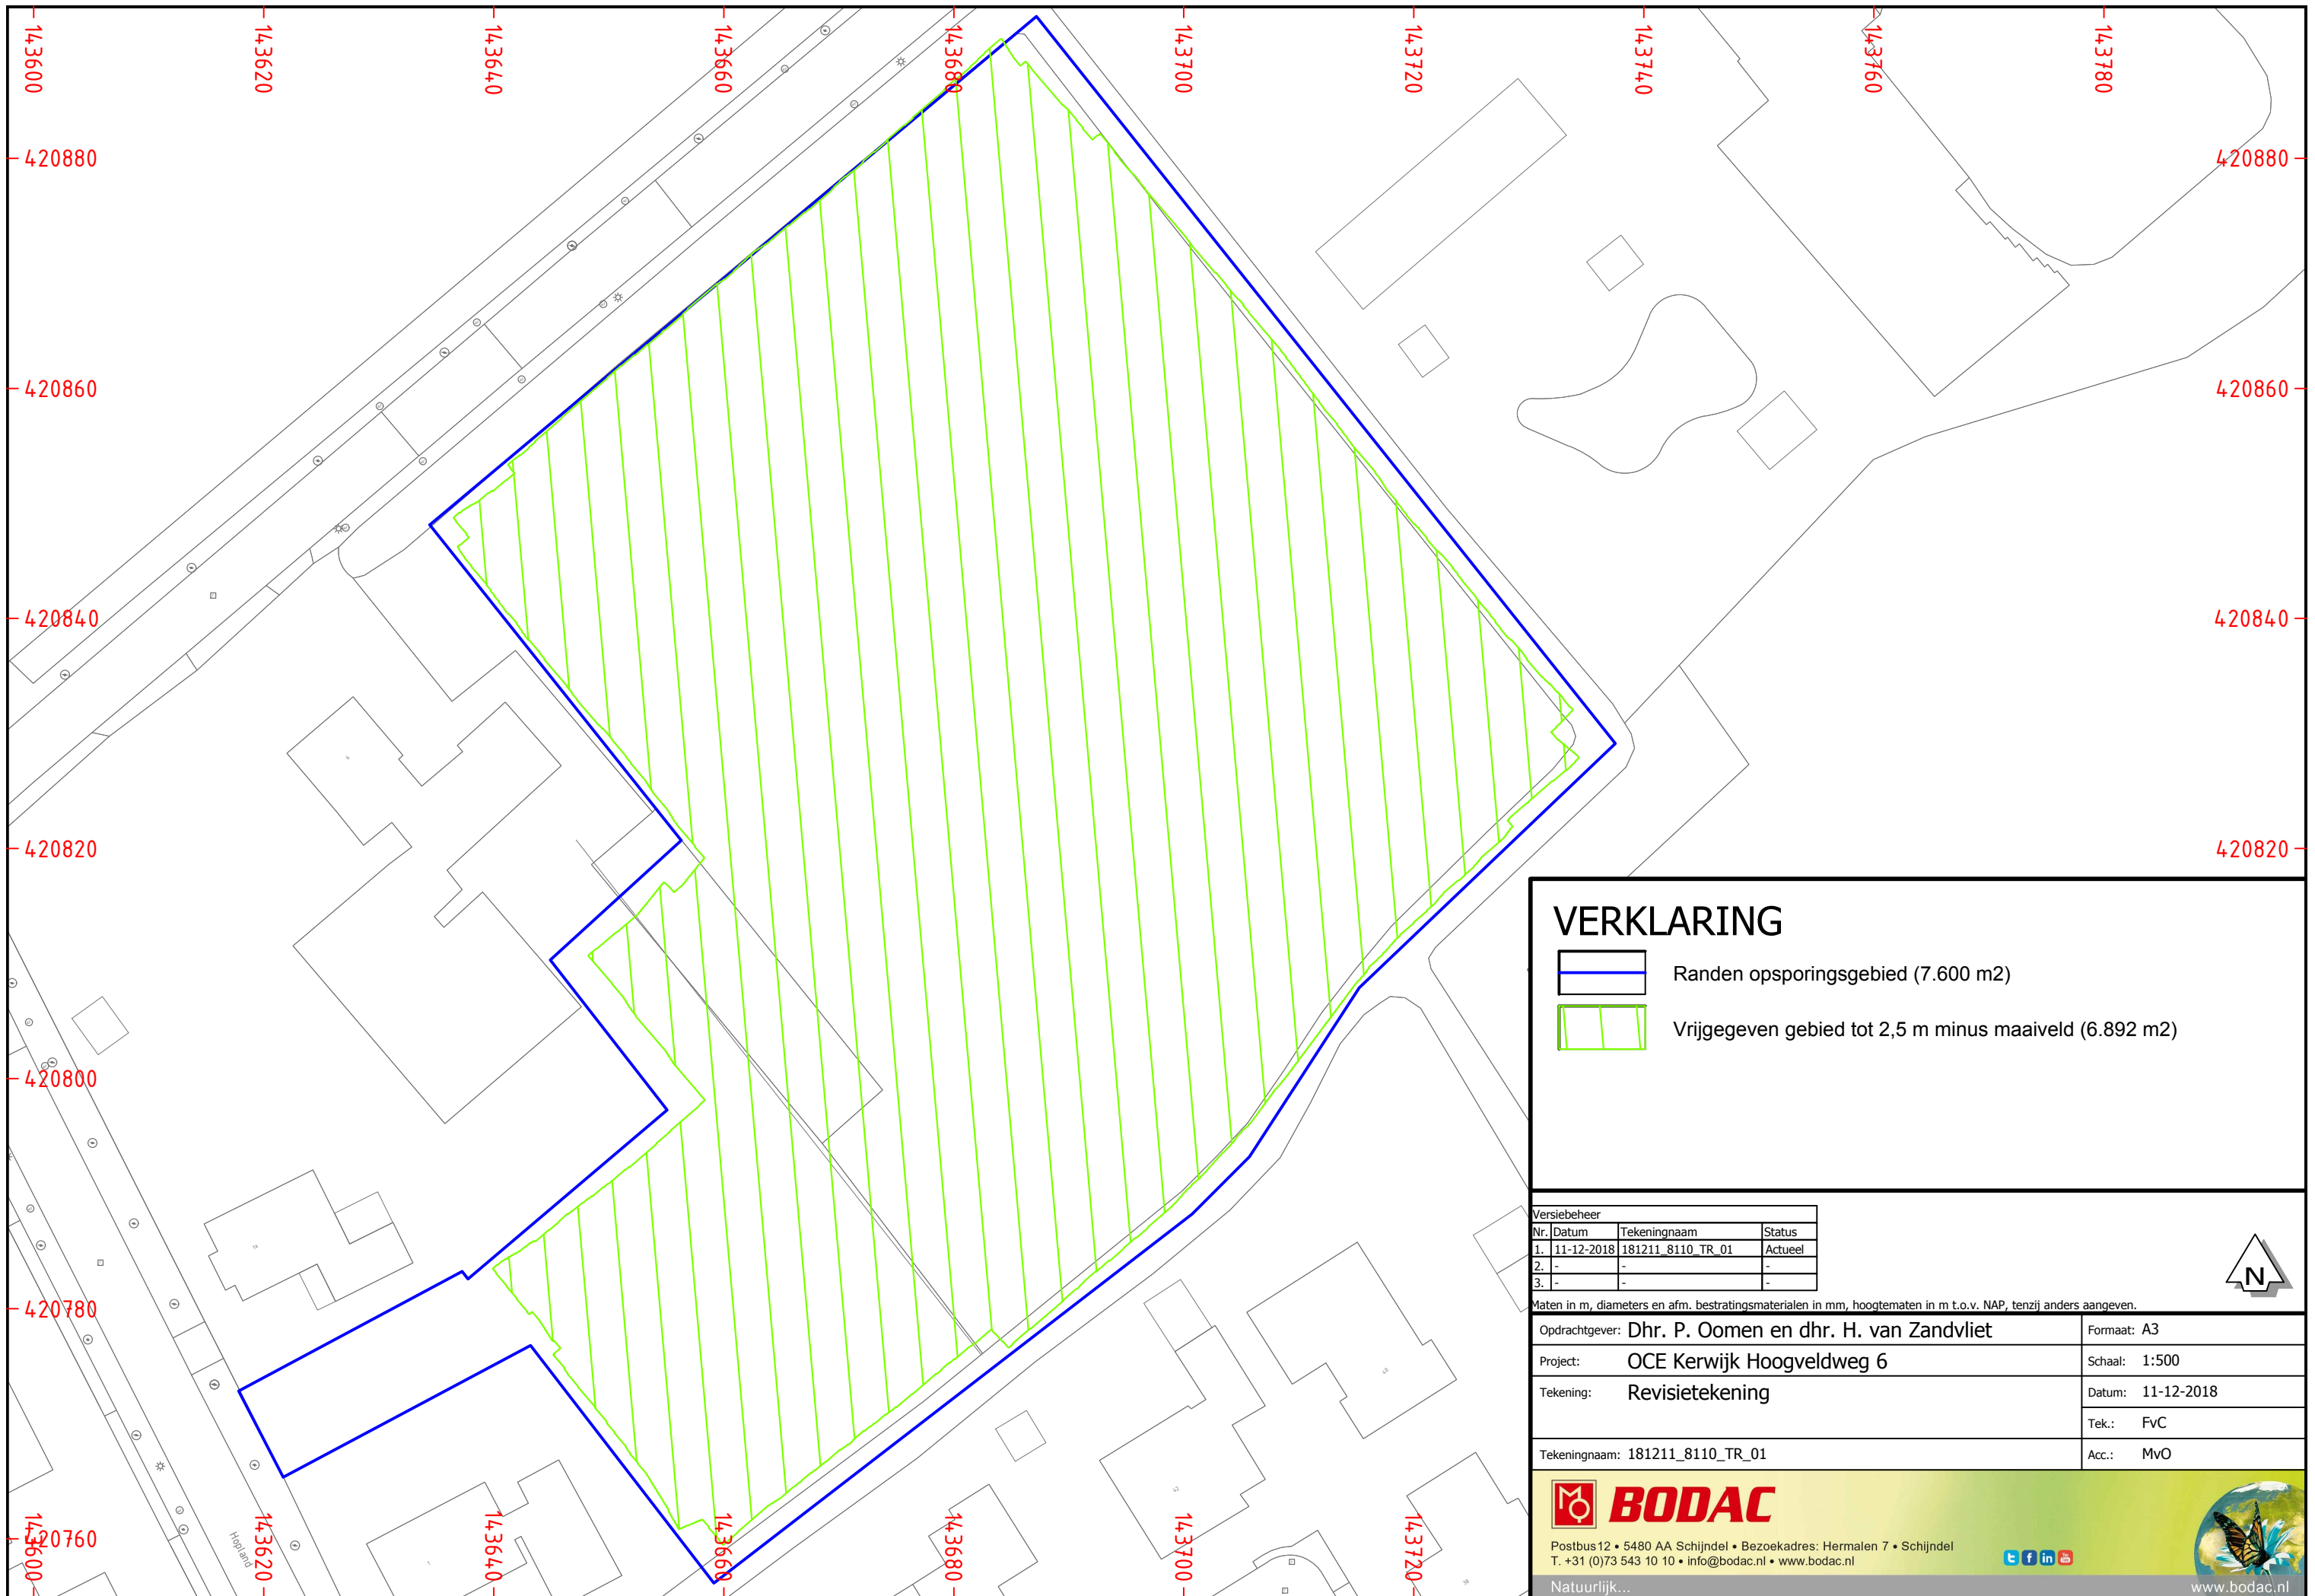 143600
143620
143640
143660
143680
143700
143720
143740
143760
143780
420880
420880
420860
420860
420840
420840
420820
420820
420800
420780
420760
143600
143620
143640
143660
143680
143700
143720
Hopland
VERKLARING
Randen opsporingsgebied (7.600 m2)
Vrijgegeven gebied tot 2,5 m minus maaiveld (6.892 m2)
Versiebeheer
Nr. Datum Tekeningnaam Status
1. 11-12-2018 181211_8110_TR_01 Actueel
2. - - -
3. - - -
N
Maten in m, diameters en afm. bestratingsmaterialen in mm, hoogtematen in m t.o.v. NAP, tenzij anders aangeven.
Opdrachtgever: Dhr. P. Oomen en dhr. H. van Zandvliet Formaat: A3
Project: OCE Kerwijk Hoogveldweg 6 Schaal: 1:500
Tekening: Revisietekening Datum: 11-12-2018
Tek.: FvC
Tekeningnaam: 181211_8110_TR_01 Acc.: MvO
BODAC
Postbus 12 • 5480 AA Schijndel • Bezoekadres: Hermalen 7 • Schijndel
T. +31 (0)73 543 10 10 • info@bodac.nl • www.bodac.nl
Natuurlijk... www.bodac.nl